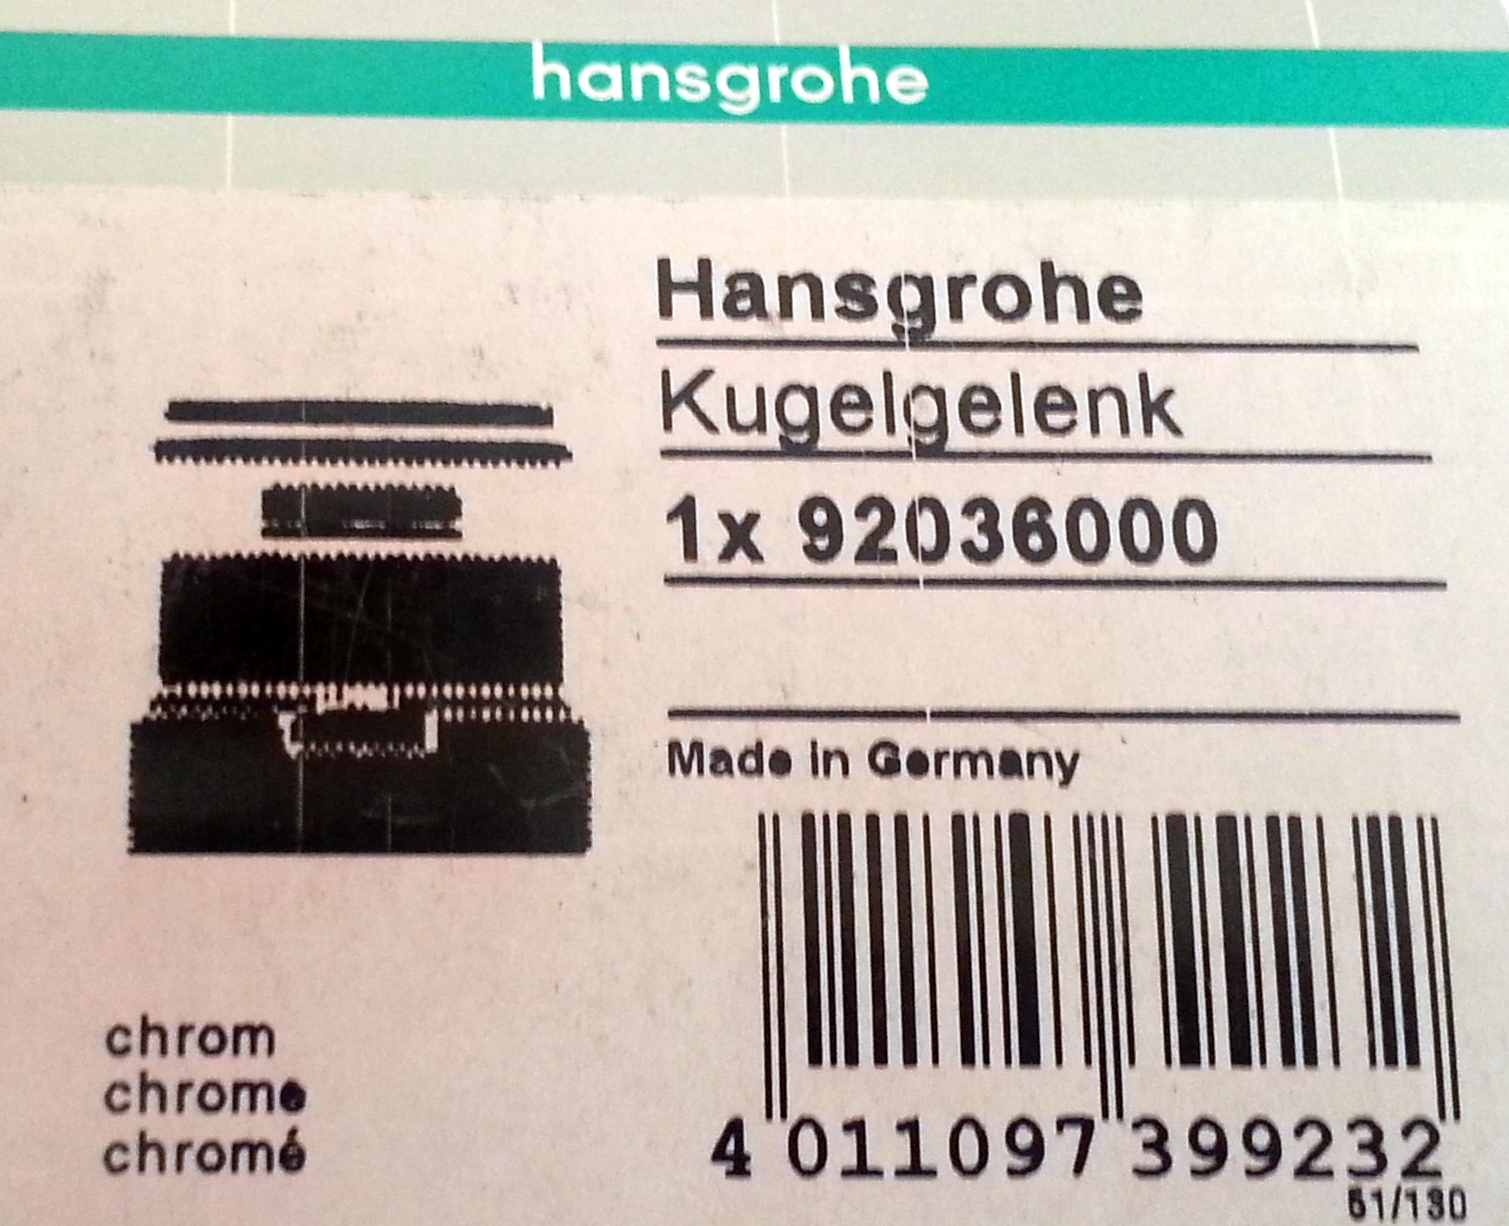 hansgrohe
Hansgrohe
Kugelgelenk
1x 92036000
Made in Germany
chrom
chrome
chromé
4 011097 399232
51/130